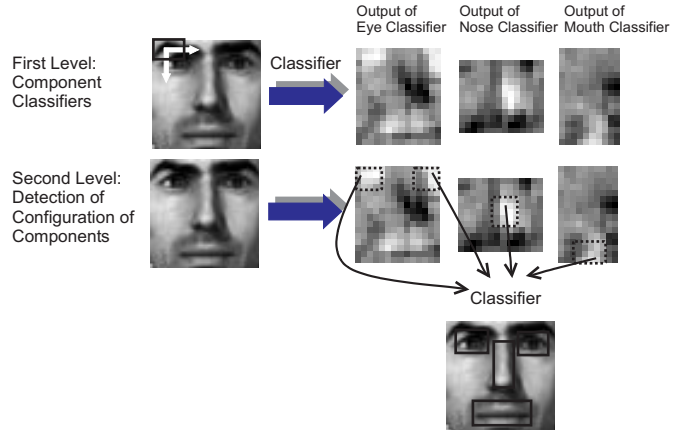 Output of
Eye Classifier
Output of
Nose Classifier
Output of
Mouth Classifier
First Level:
Component
Classifiers
Classifier
Second Level:
Detection of
Configuration of
Components
Classifier